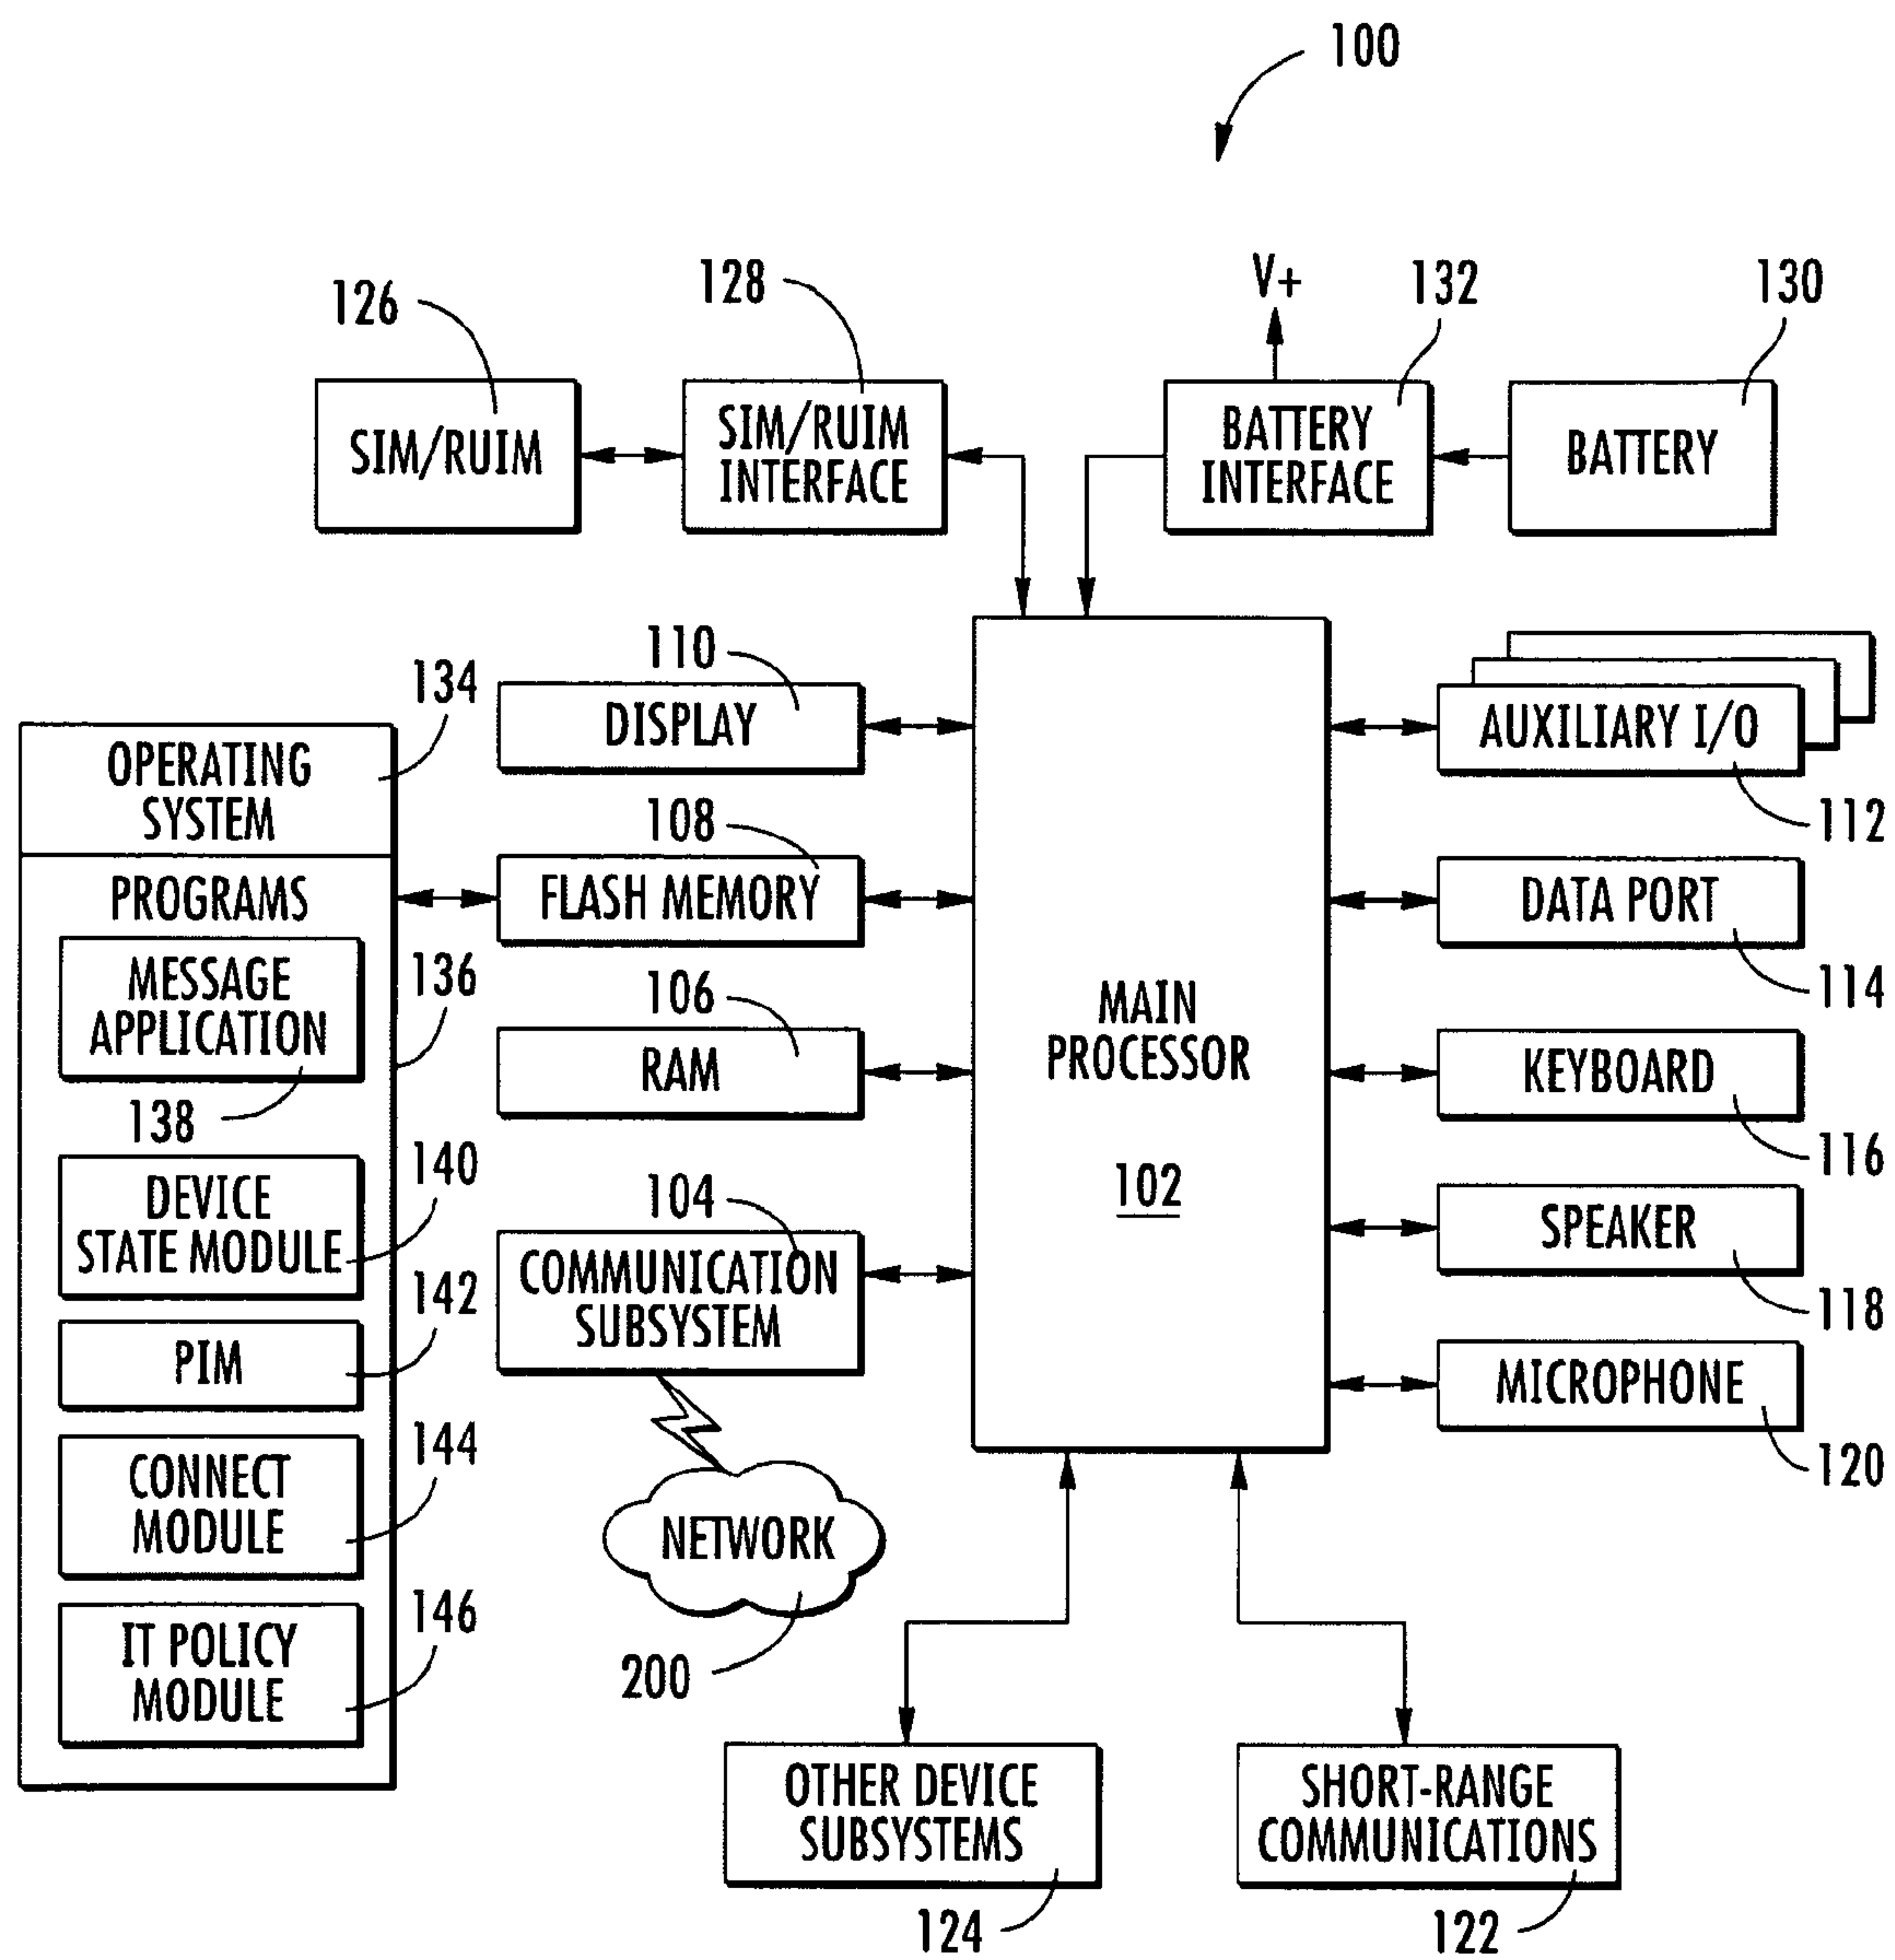 100
126
128
V+
132
130
SIM/RUIM
SIM/RUIM
INTERFACE
BATTERY
INTERFACE
BATTERY
134
OPERATING
SYSTEM
PROGRAMS
MESSAGE
APPLICATION
136
138
DEVICE
STATE MODULE
140
142
PIM
144
CONNECT
MODULE
146
IT POLICY
MODULE
110
DISPLAY
108
FLASH MEMORY
106
RAM
104
COMMUNICATION
SUBSYSTEM
NETWORK
200
MAIN
PROCESSOR
102
AUXILIARY I/O
112
DATA PORT
114
KEYBOARD
116
SPEAKER
118
MICROPHONE
120
OTHER DEVICE
SUBSYSTEMS
124
SHORT-RANGE
COMMUNICATIONS
122